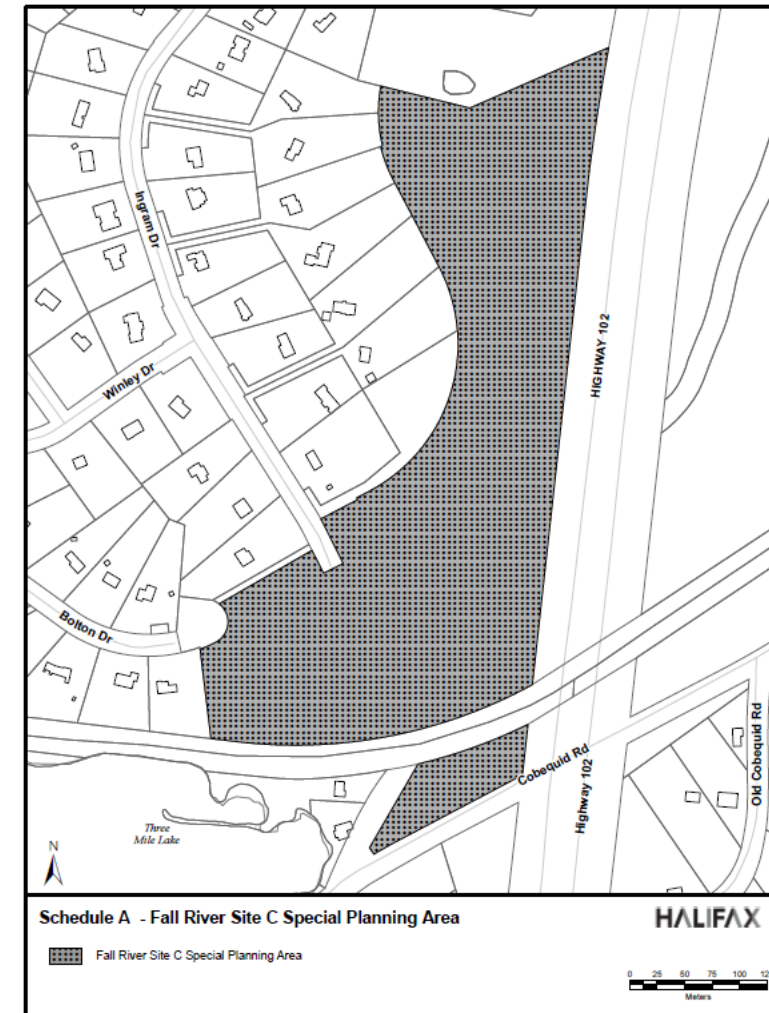 Ingram Dr
HIGHWAY 102
Winley Dr
Bolton Dr
Cobequid Rd
Old Cobequid Rd
Highway 102
Three
Mile Lake
N
Schedule A - Fall River Site C Special Planning Area
HALIFAX
Fall River Site C Special Planning Area
0 25 50 75 100
Meters